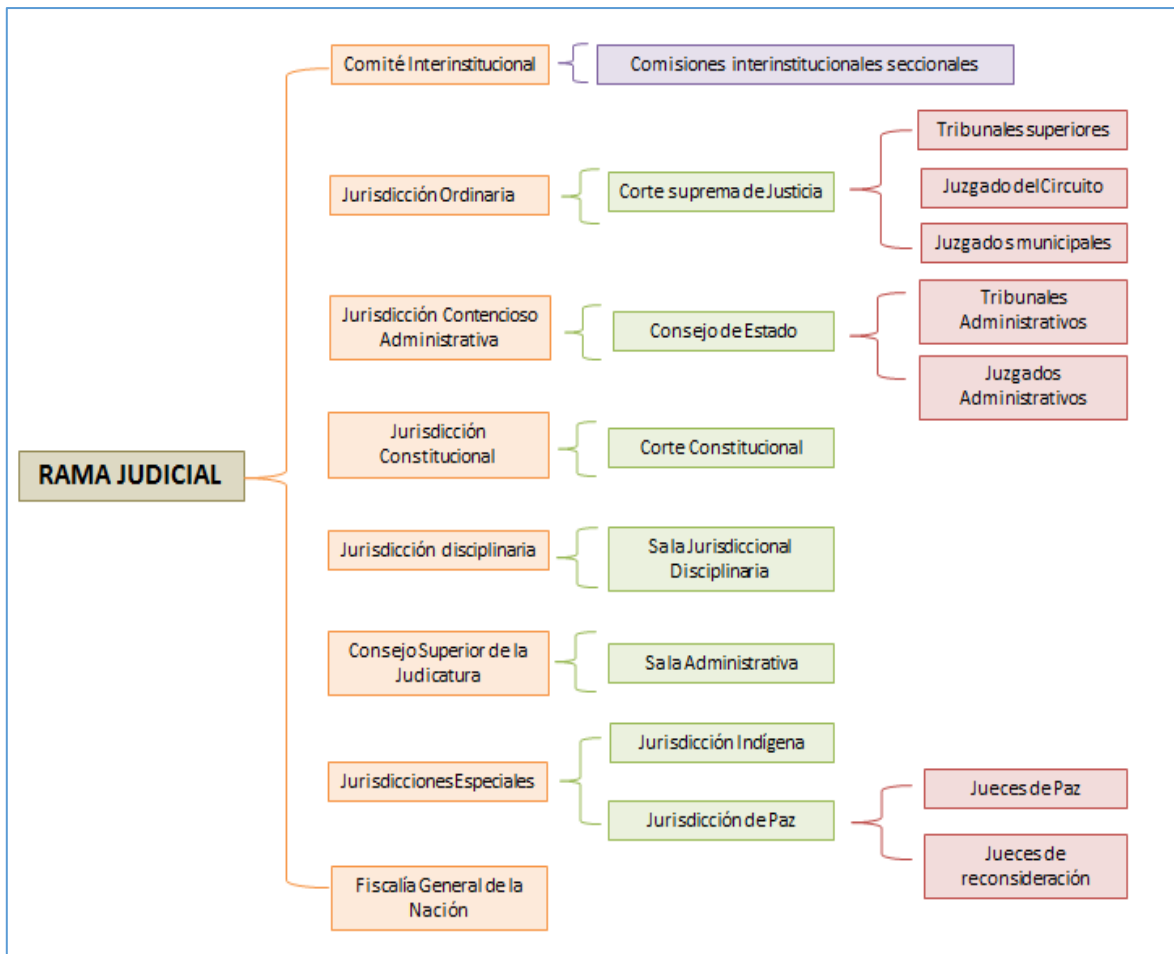 RAMA JUDICIAL
Comité Interinstitucional
Comisiones interinstitucionales seccionales
Jurisdicción Ordinaria
Corte suprema de Justicia
Tribunales superiores
Juzgado del Circuito
Juzgados municipales
Jurisdicción Contencioso
Administrativa
Consejo de Estado
Tribunales
Administrativos
Juzgados
Administrativos
Jurisdicción
Constitucional
Corte Constitucional
Jurisdicción disciplinaria
Sala Jurisdiccional
Disciplinaria
Consejo Superior de la
Judicatura
Sala Administrativa
Jurisdicciones Especiales
Jurisdicción Indígena
Jurisdicción de Paz
Jueces de Paz
Jueces de
reconsideración
Fiscalía General de la
Nación